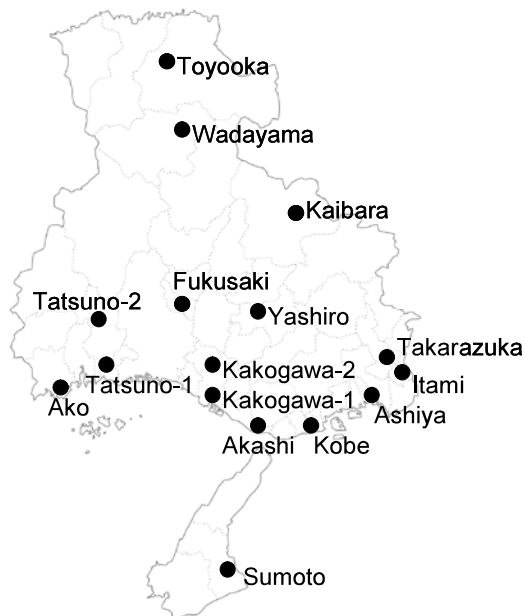 Toyooka
Wadayama
Kaibara
Fukusaki
Tatsuno-2
Yashiro
Takarazuka
Kakogawa-2
Itami
Tatsuno-1
Kakogawa-1
Ako
Ashiya
Akashi
Kobe
Sumoto